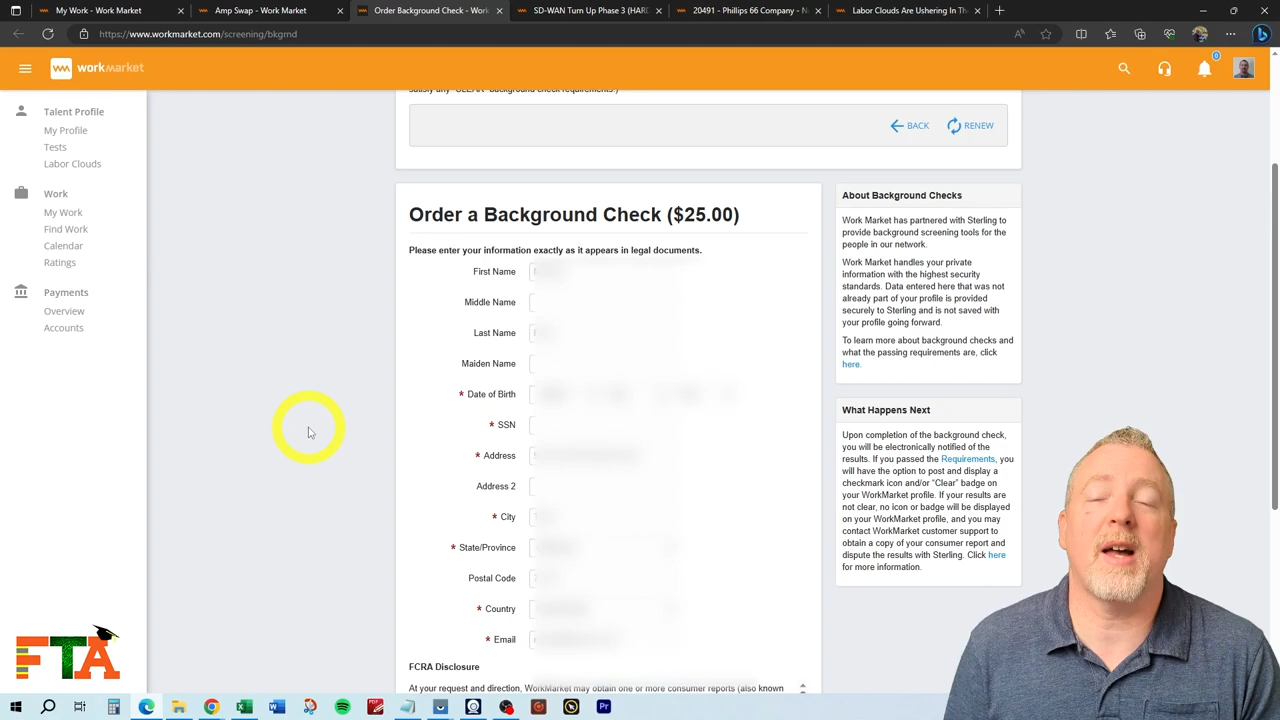 My Work - Work Market
Amp Swap - Work Market
Order Background Check - Work
SD-WAN Turn Up Phase 3 (HAR
20491 - Phillips 66 Company - N
Labor Clouds Are Ushering In Th
https://www.workmarket.com/screening/bkgrnd
workmarket
0
satisfy any "CLEAR" background check requirements.)
BACK
RENEW
Talent Profile
My Profile
Tests
Labor Clouds
Work
My Work
Find Work
Calendar
Ratings
Payments
Overview
Accounts
Order a Background Check ($25.00)
Please enter your information exactly as it appears in legal documents.
First Name
Middle Name
Last Name
Maiden Name
* Date of Birth
* SSN
* Address
Address 2
* City
* State/Province
Postal Code
* Country
* Email
FCRA Disclosure
At your request and direction, WorkMarket may obtain one or more consumer reports (also known
About Background Checks
Work Market has partnered with Sterling to
provide background screening tools for the
people in our network.
Work Market handles your private
information with the highest security
standards. Data entered here that was not
already part of your profile is provided
securely to Sterling and is not saved with
your profile going forward.
To learn more about background checks and
what the passing requirements are, click
here.
What Happens Next
Upon completion of the background check,
you will be electronically notified of the
results. If you passed the Requirements, you
will have the option to post and display a
checkmark icon and/or "Clear" badge on
your WorkMarket profile. If your results are
not clear, no icon or badge will be displayed
on your WorkMarket profile, and you may
contact WorkMarket customer support to
obtain a copy of your consumer report and
dispute the results with Sterling. Click here
for more information.
FTA